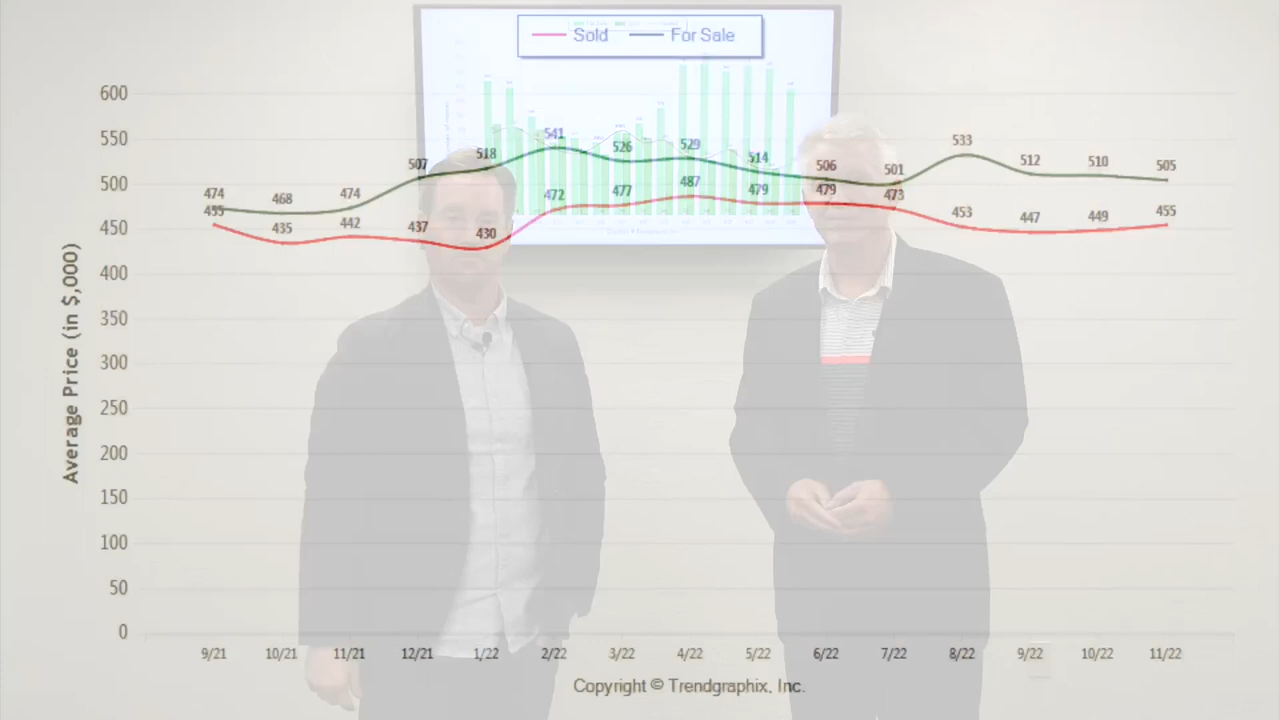 Sold For Sale
600
550
500
450
400
350
300
250
200
150
100
50
0
Average Price (in $,000)
474 468 474 507 518 541 526 529 514 506 501 533 512 510 505
455 435 442 437 430 472 477 487 479 479 473 453 447 449 455
9/21 10/21 11/21 12/21 1/22 2/22 3/22 4/22 5/22 6/22 7/22 8/22 9/22 10/22 11/22
Copyright © Trendgraphix, Inc.